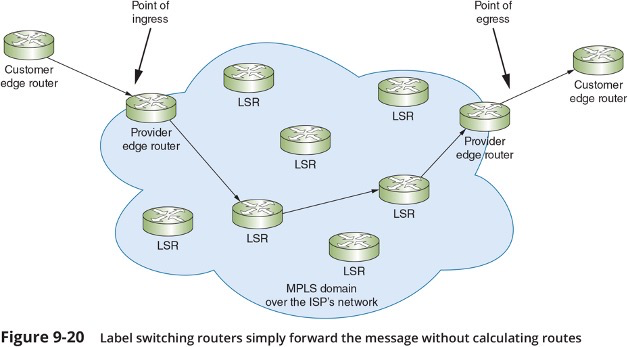 Point of
ingress
Point of
egress
Customer
edge router
Customer
edge router
LSR
LSR
Provider
edge router
Provider
edge router
LSR
LSR
LSR
LSR
LSR
MPLS domain
over the ISP's network
Figure 9-20 Label switching routers simply forward the message without calculating routes